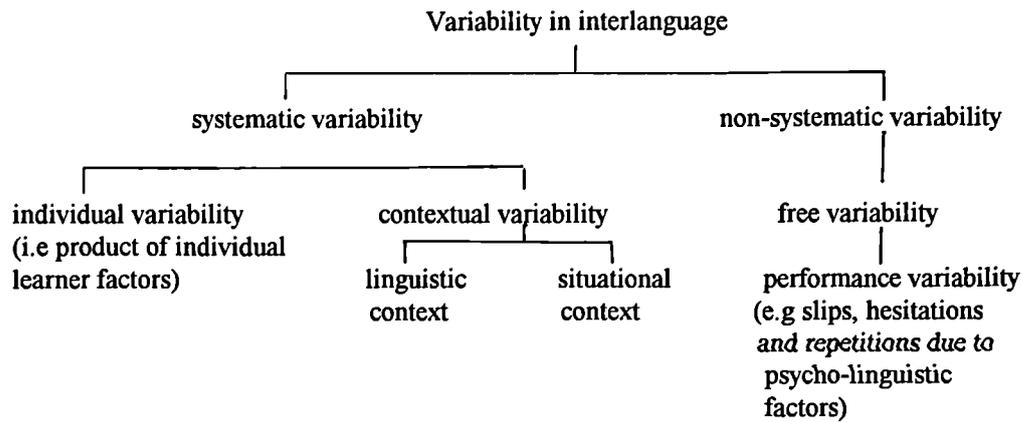 Variability in interlanguage
systematic variability
non-systematic variability
individual variability
(i.e product of individual
learner factors)
contextual variability
linguistic
context
situational
context
free variability
performance variability
(e.g slips, hesitations
and repetitions due to
psycho-linguistic
factors)